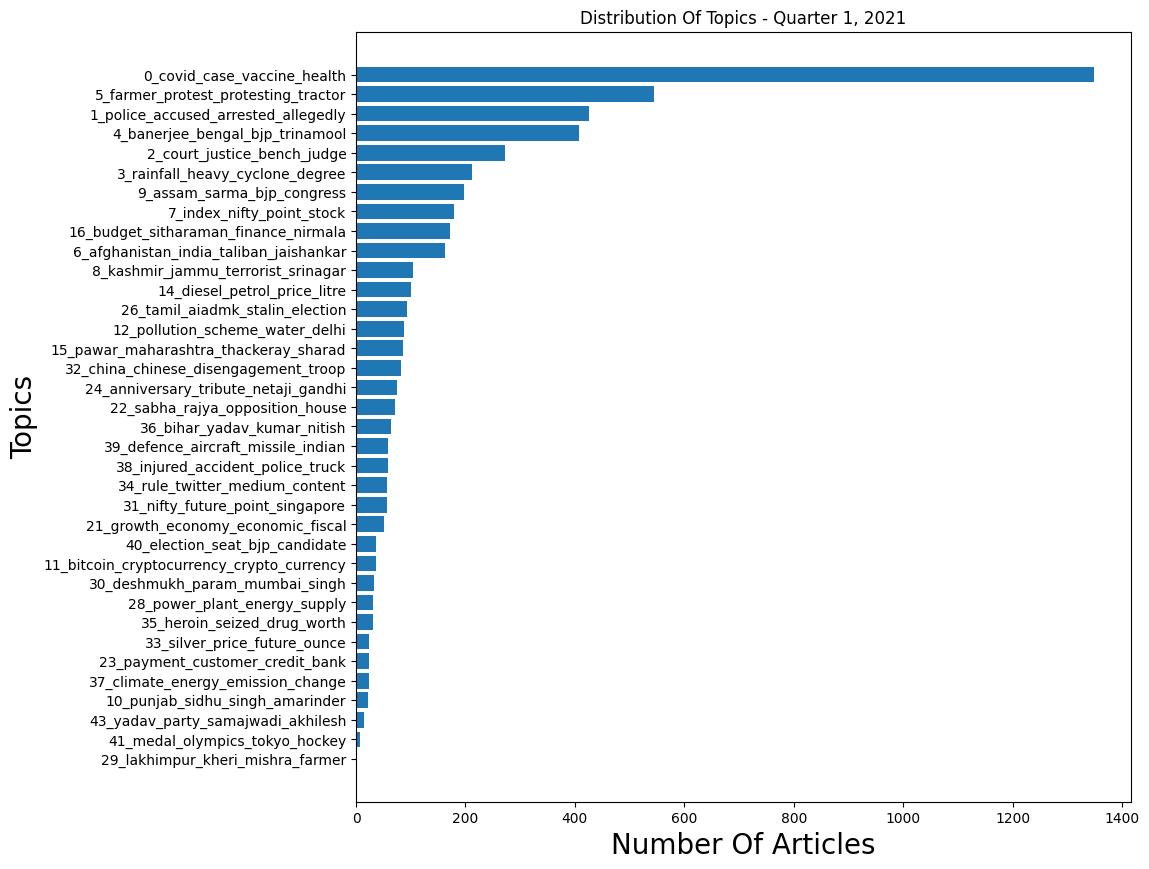 Distribution Of Topics - Quarter 1, 2021
Topics
0_covid_case_vaccine_health
5_farmer_protest_protesting_tractor
1_police_accused_arrested_allegedly
4_banerjee_bengal_bjp_trinamool
2_court_justice_bench_judge
3_rainfall_heavy_cyclone_degree
9_assam_sarma_bjp_congress
7_index_nifty_point_stock
16_budget_sitharaman_finance_nirmala
6_afghanistan_india_taliban_jaishankar
8_kashmir_jammu_terrorist_srinagar
14_diesel_petrol_price_litre
26_tamil_aiadmk_stalin_election
12_pollution_scheme_water_delhi
15_pawar_maharashtra_thackeray_sharad
32_china_chinese_disengagement_troop
24_anniversary_tribute_netaji_gandhi
22_sabha_rajya_opposition_house
36_bihar_yadav_kumar_nitish
39_defence_aircraft_missile_indian
38_injured_accident_police_truck
34_rule_twitter_medium_content
31_nifty_future_point_singapore
21_growth_economy_economic_fiscal
40_election_seat_bjp_candidate
11_bitcoin_cryptocurrency_crypto_currency
30_deshmukh_param_mumbai_singh
28_power_plant_energy_supply
35_heroin_seized_drug_worth
33_silver_price_future_ounce
23_payment_customer_credit_bank
37_climate_energy_emission_change
10_punjab_sidhu_singh_amarinder
43_yadav_party_samajwadi_akhilesh
41_medal_olympics_tokyo_hockey
29_lakhimpur_kheri_mishra_farmer
0 200 400 600 800 1000 1200 1400
Number Of Articles